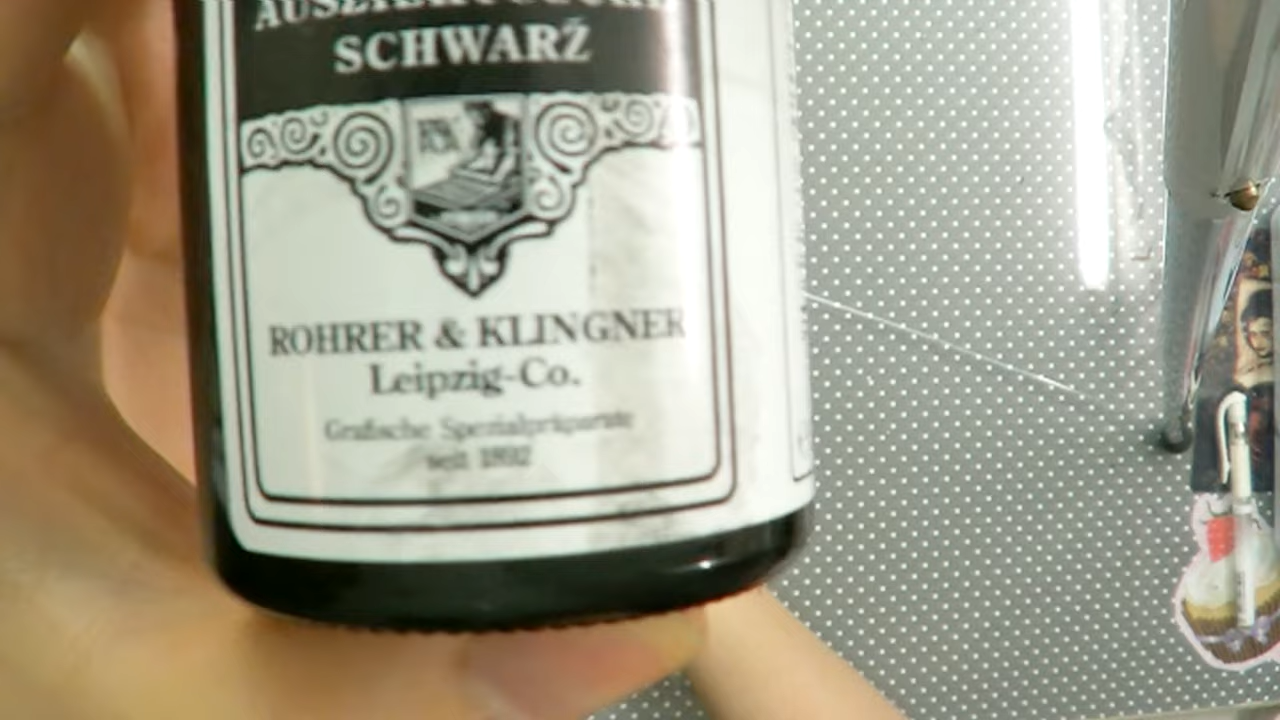 SCHWARZ
ROHRER & KLINGNER
Leipzig-Co.
Grafische Spezialpräparate
seit 1892